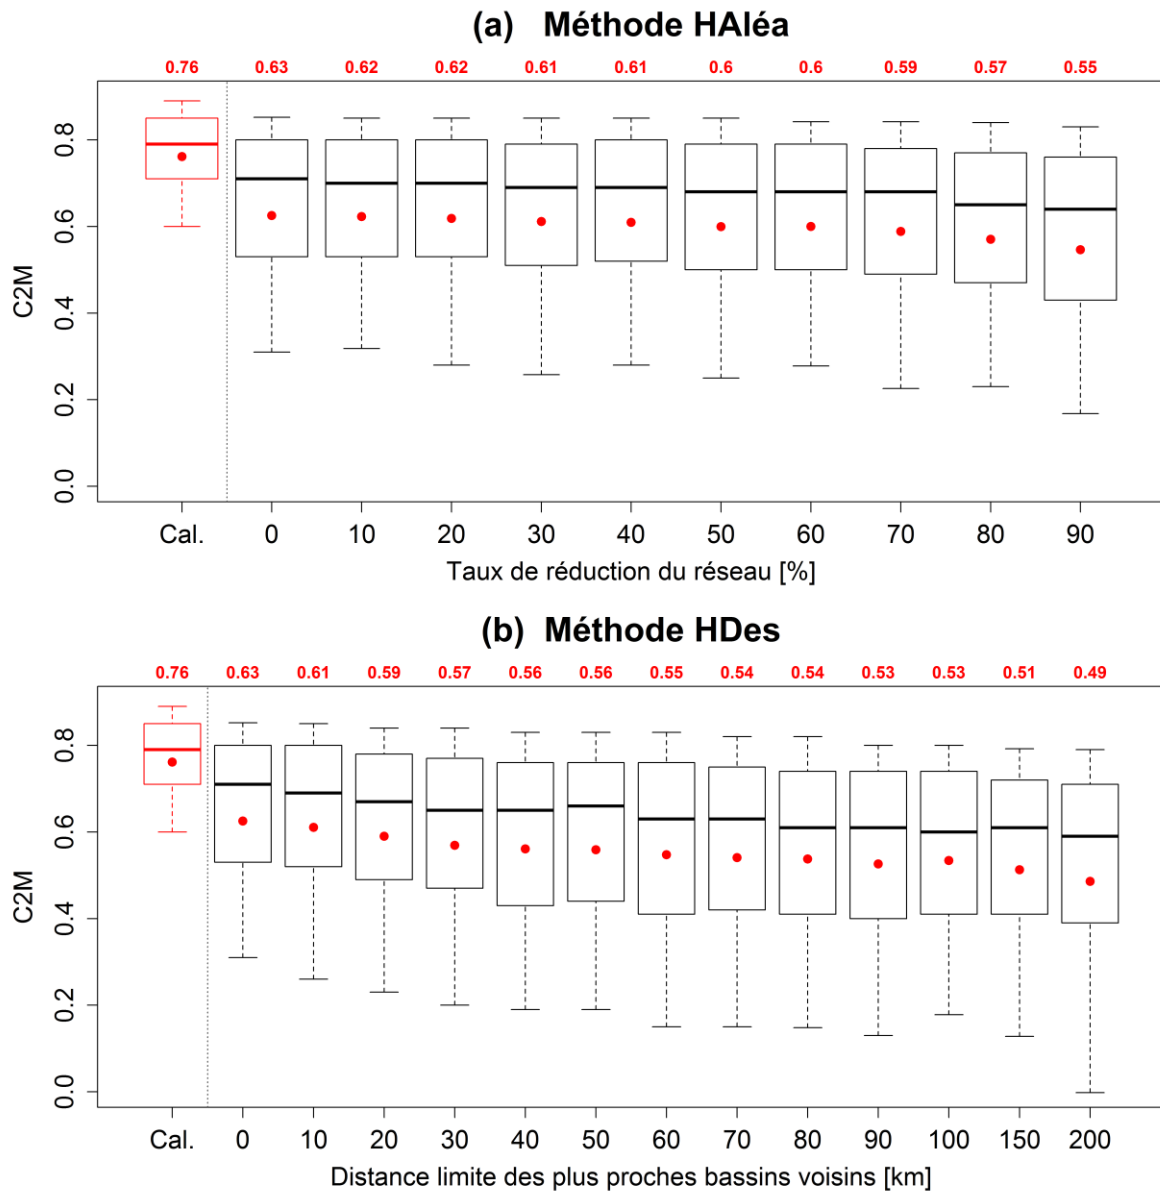 (a) Méthode HAléa
0.76 0.63 0.62 0.62 0.61 0.61 0.6 0.6 0.59 0.57 0.55
C2M
0.8
0.6
0.4
0.2
0.0
Cal. 0 10 20 30 40 50 60 70 80 90
Taux de réduction du réseau [%]
(b) Méthode HDes
0.76 0.63 0.61 0.59 0.57 0.56 0.56 0.55 0.54 0.54 0.53 0.53 0.51 0.49
C2M
0.8
0.6
0.4
0.2
0.0
Cal. 0 10 20 30 40 50 60 70 80 90 100 150 200
Distance limite des plus proches bassins voisins [km]